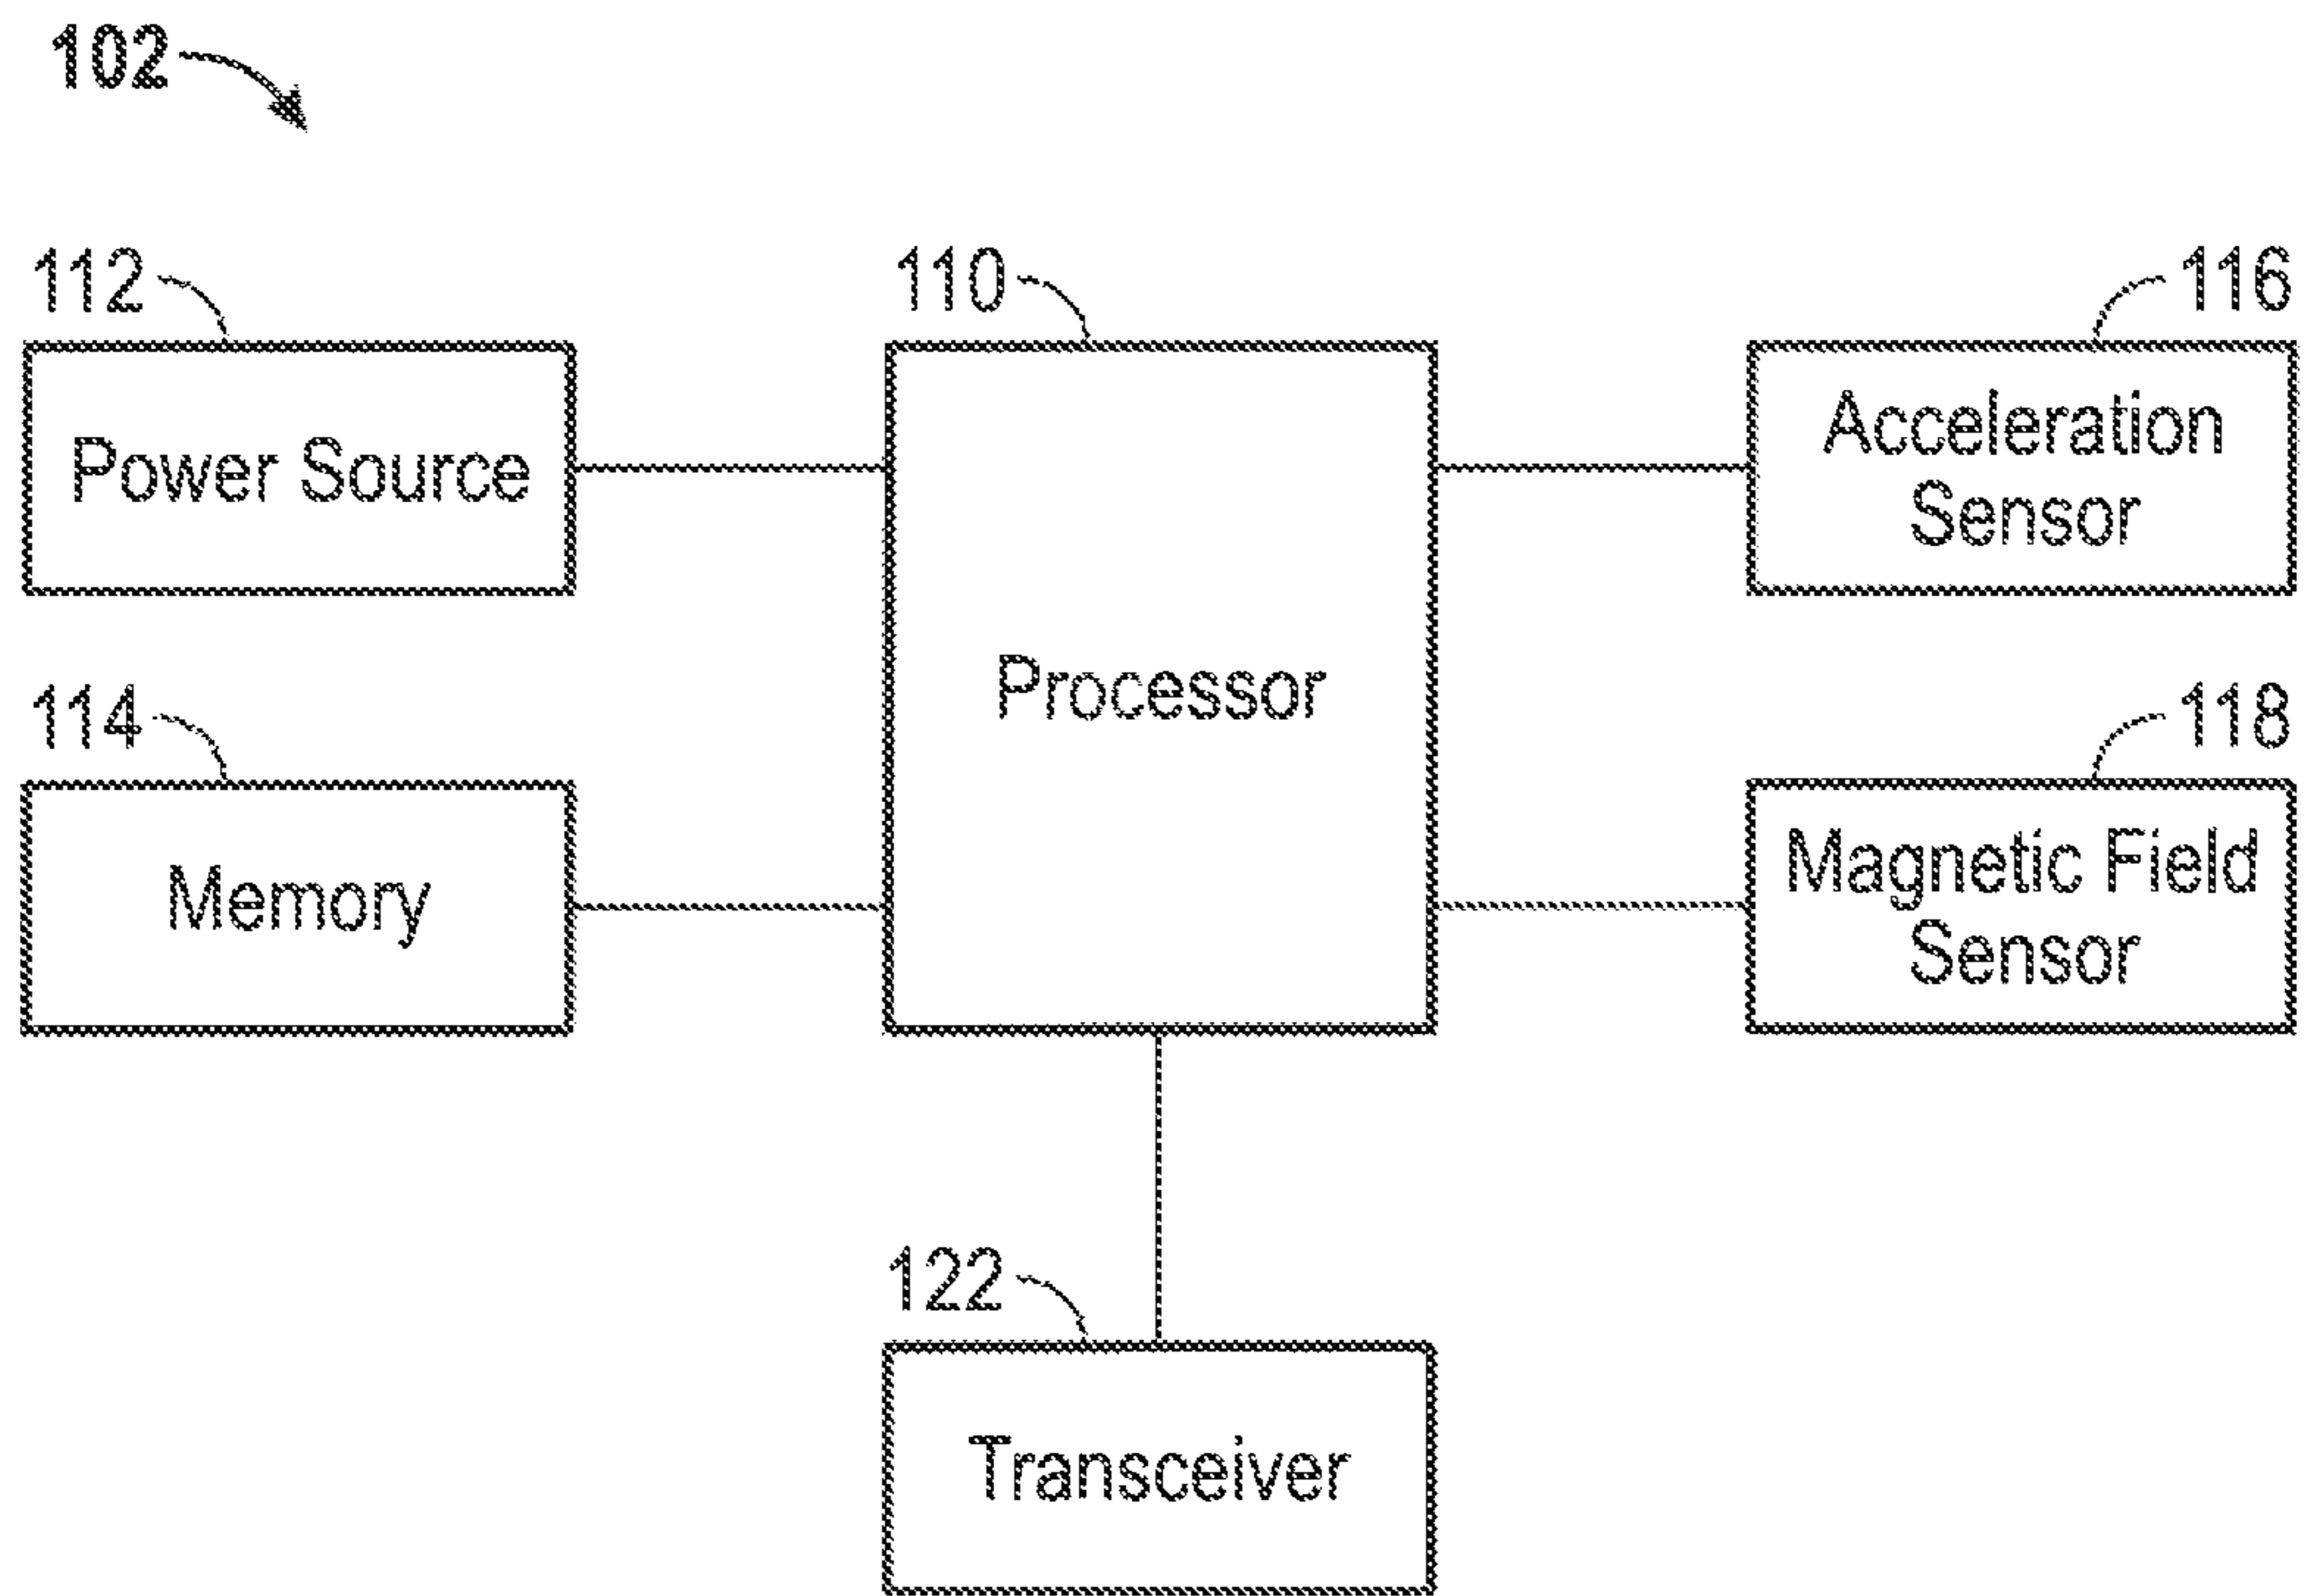 102
112
110
116
Power Source
Processor
Acceleration
Sensor
114
118
Memory
Magnetic Field
Sensor
122
Transceiver